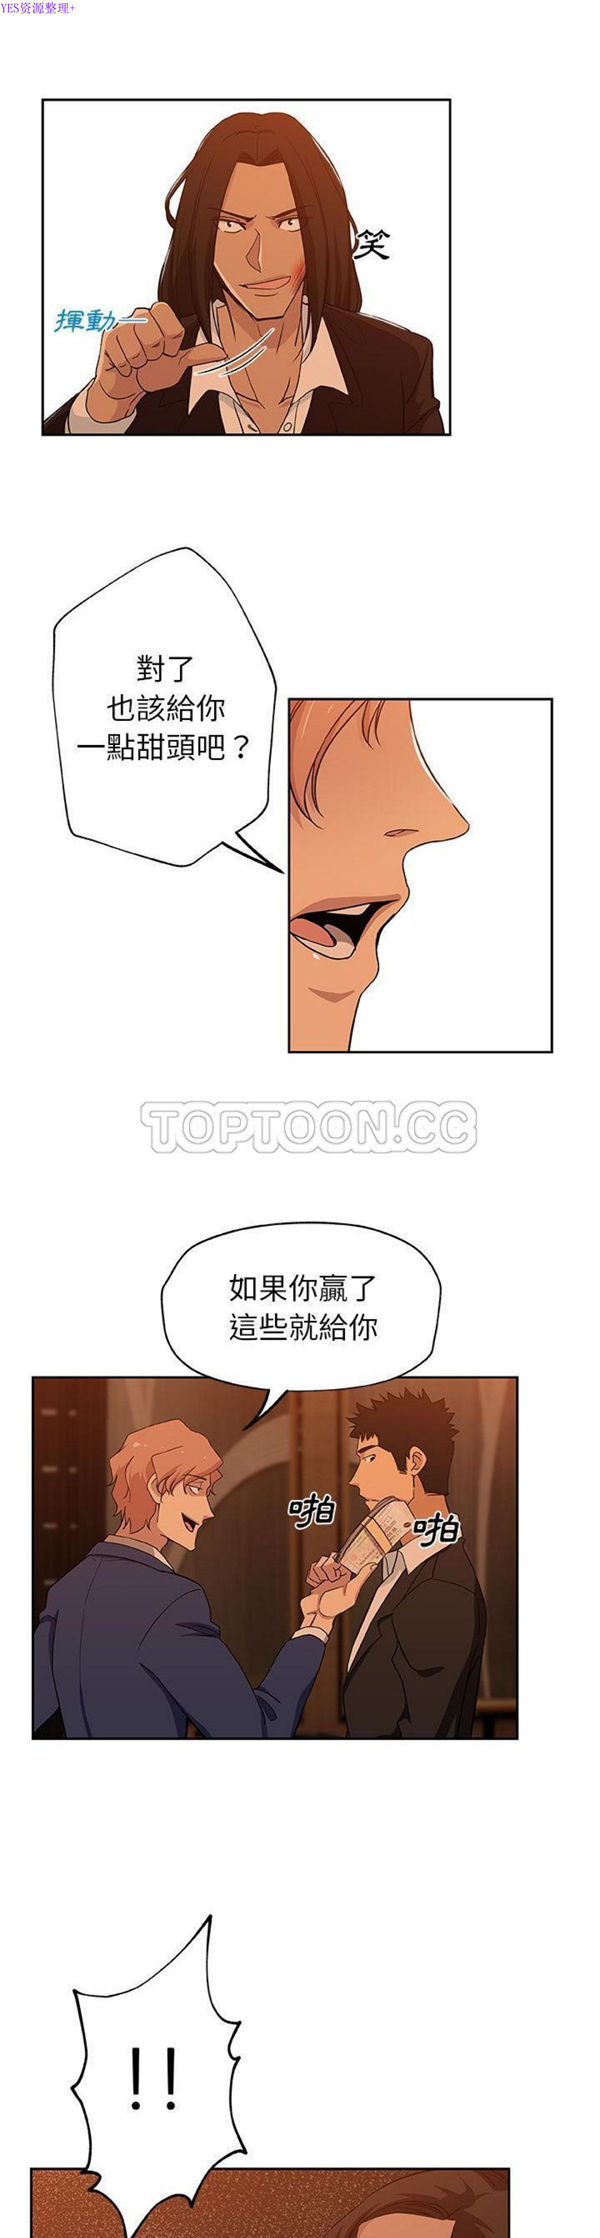 YES资源整理+
笑
揮動—
對了
也該給你
一點甜頭吧？
TOPTOON.CC
如果你贏了
這些就給你
啪
啪
！！